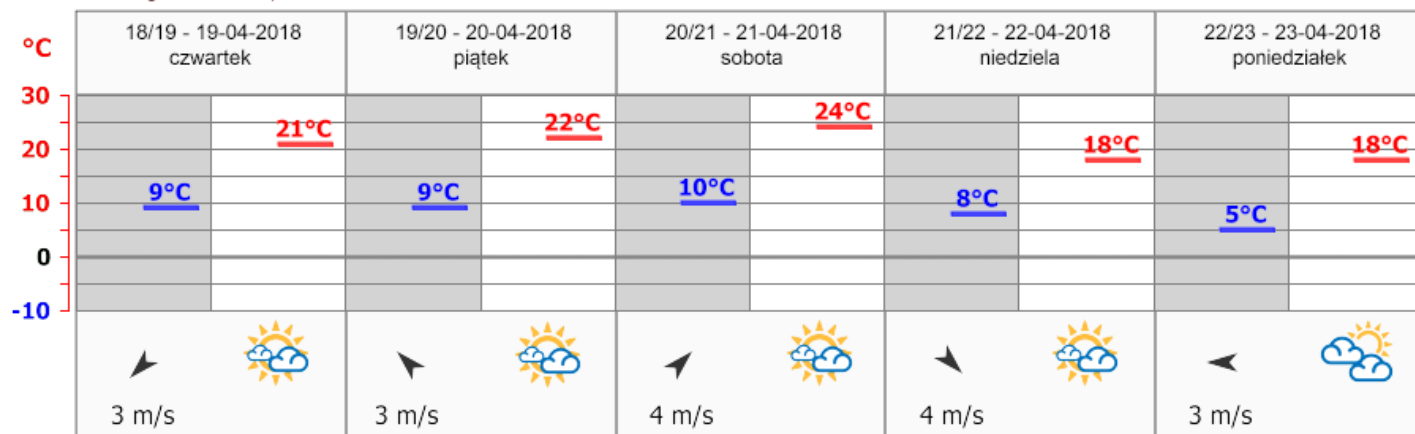 °C
18/19 - 19-04-2018
czwartek
19/20 - 20-04-2018
piątek
20/21 - 21-04-2018
sobota
21/22 - 22-04-2018
niedziela
22/23 - 23-04-2018
poniedziałek
30
20
10
0
-10
9°C
21°C
9°C
22°C
10°C
24°C
8°C
18°C
5°C
18°C
3 m/s
3 m/s
4 m/s
4 m/s
3 m/s